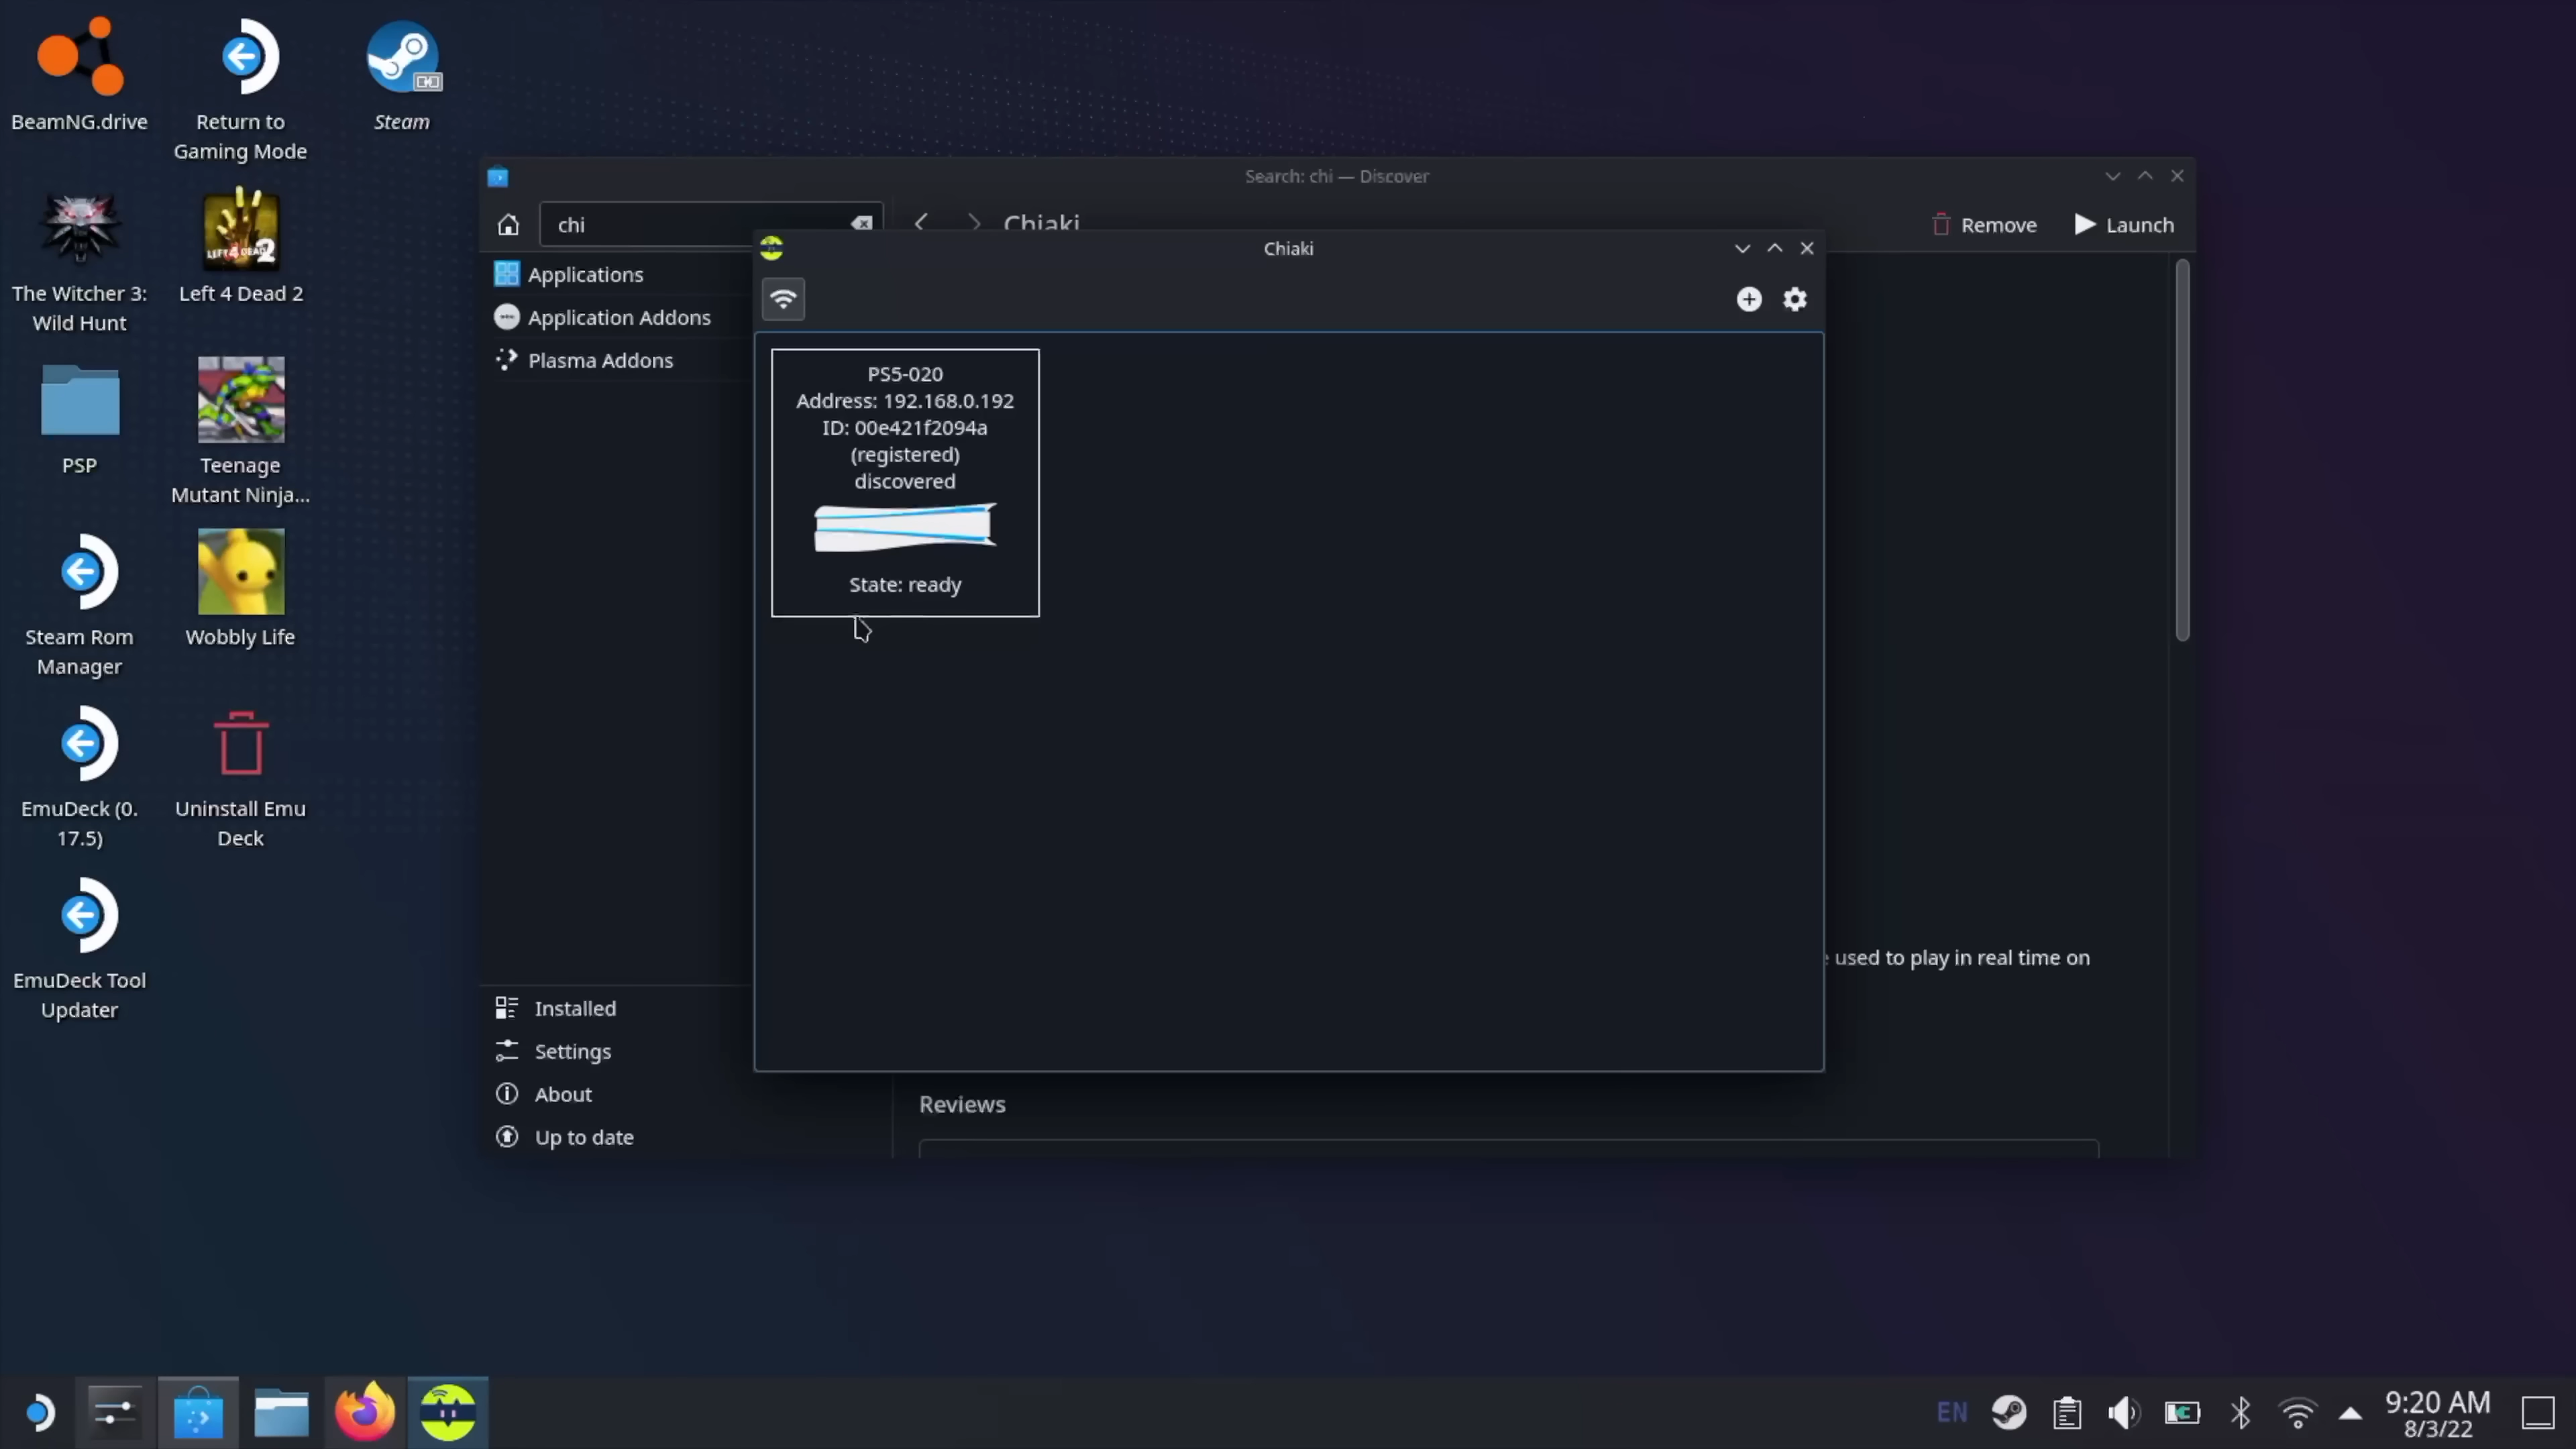 BeamNG.drive
Return to
Gaming Mode
Steam
The Witcher 3:
Wild Hunt
Left 4 Dead 2
PSP
Teenage
Mutant Ninja...
Steam Rom
Manager
Wobbly Life
EmuDeck (0.
17.5)
Uninstall Emu
Deck
EmuDeck Tool
Updater
Search: chi — Discover
chi
Chiaki
Remove
Launch
Applications
Application Addons
Plasma Addons
Chiaki
PS5-020
Address: 192.168.0.192
ID: 00e421f2094a
(registered)
discovered
State: ready
used to play in real time on
Installed
Settings
About
Up to date
Reviews
EN
9:20 AM
8/3/22